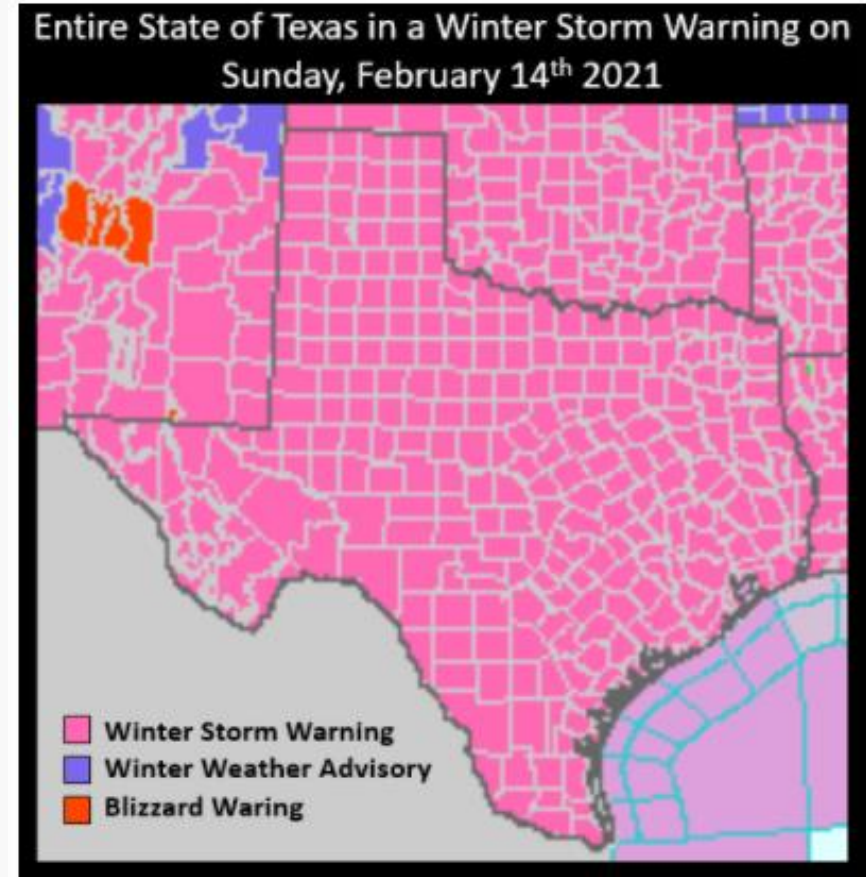 Entire State of Texas in a Winter Storm Warning on
Sunday, February 14th 2021
Winter Storm Warning
Winter Weather Advisory
Blizzard Waring